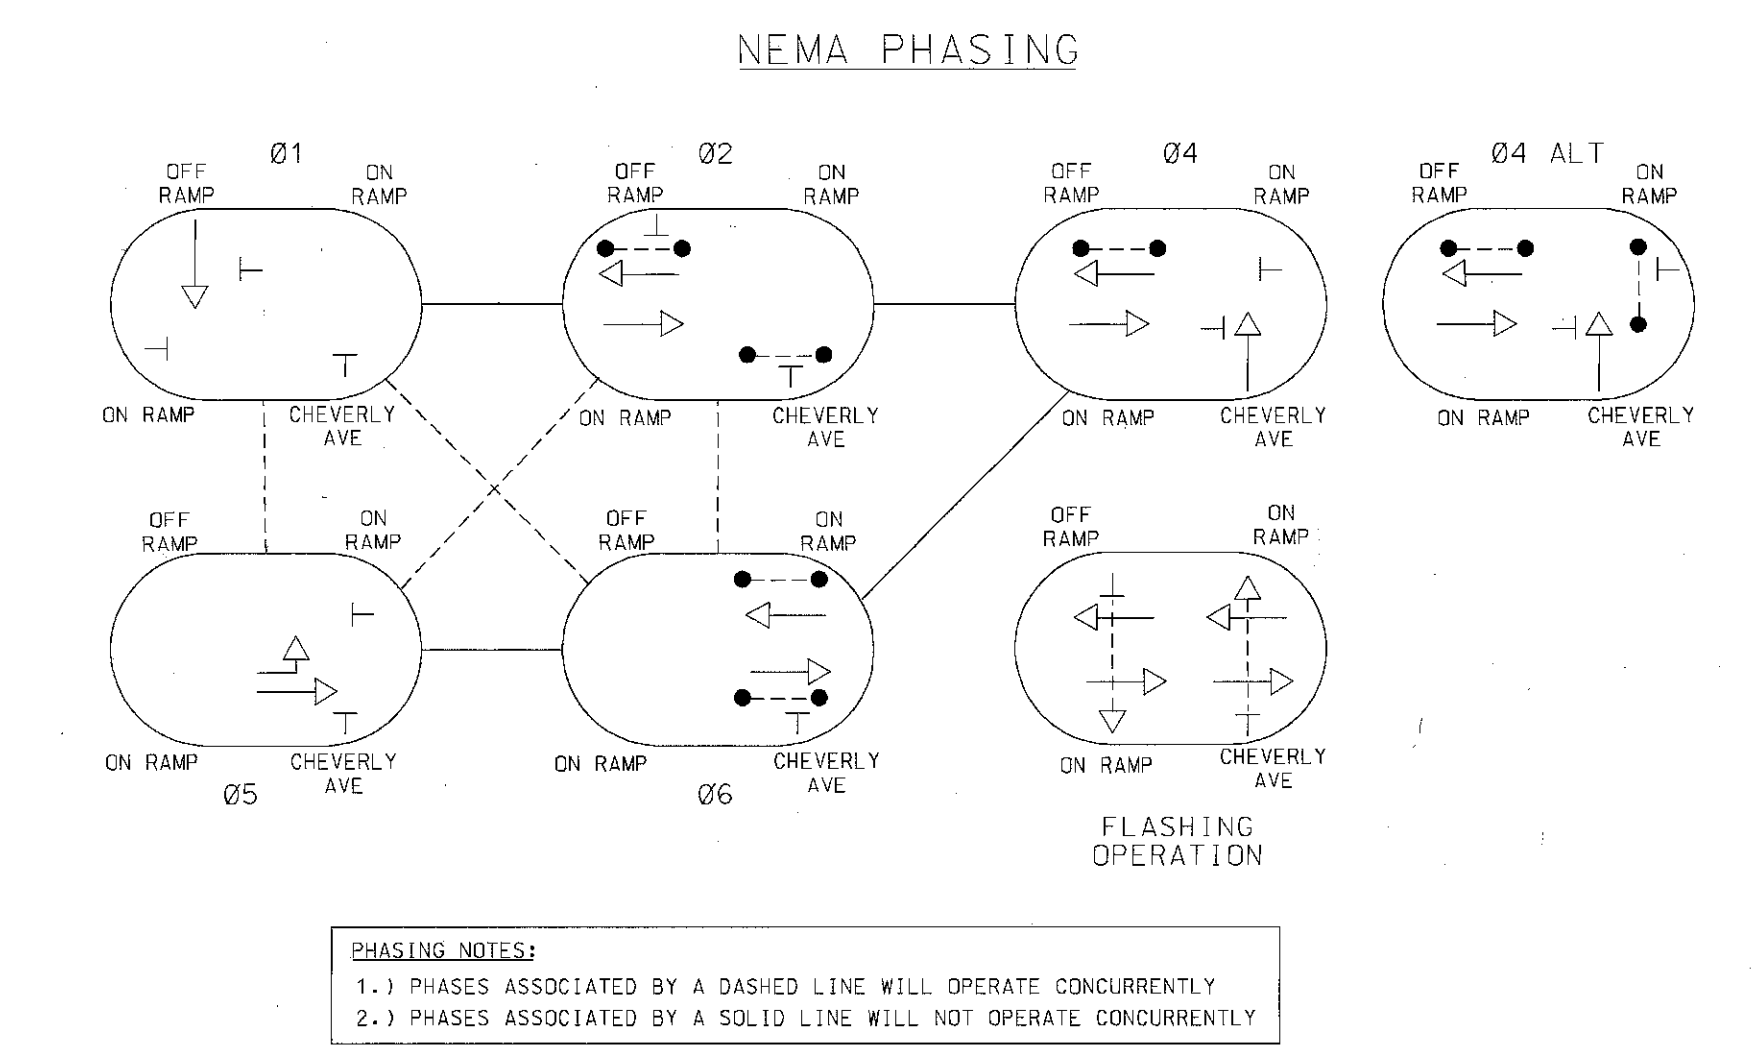 NEMA PHASING
Ø1
OFF
RAMP
ON
RAMP
ON RAMP
CHEVERLY
AVE
Ø2
OFF
RAMP
ON
RAMP
ON RAMP
CHEVERLY
AVE
Ø4
OFF
RAMP
ON
RAMP
ON RAMP
CHEVERLY
AVE
Ø4 ALT
OFF
RAMP
ON
RAMP
ON RAMP
CHEVERLY
AVE
OFF
RAMP
ON
RAMP
ON RAMP
CHEVERLY
AVE
Ø5
OFF
RAMP
ON
RAMP
ON RAMP
CHEVERLY
AVE
Ø6
OFF
RAMP
ON
RAMP
ON RAMP
CHEVERLY
AVE
FLASHING
OPERATION
PHASING NOTES:
1.) PHASES ASSOCIATED BY A DASHED LINE WILL OPERATE CONCURRENTLY
2.) PHASES ASSOCIATED BY A SOLID LINE WILL NOT OPERATE CONCURRENTLY